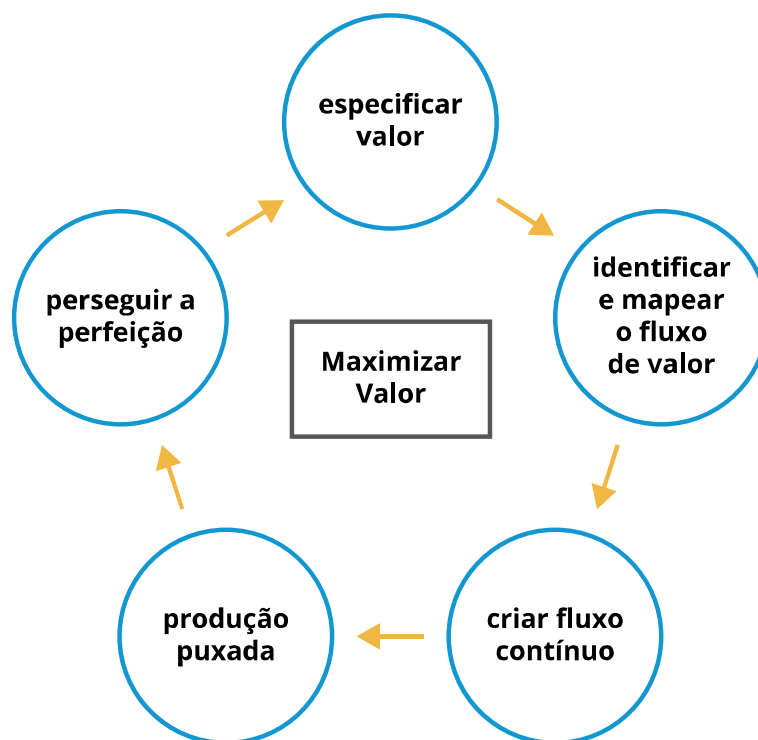 especificar
valor
identificar
e mapear
o fluxo
de valor
criar fluxo
contínuo
produção
puxada
perseguir a
perfeição
Maximizar
Valor